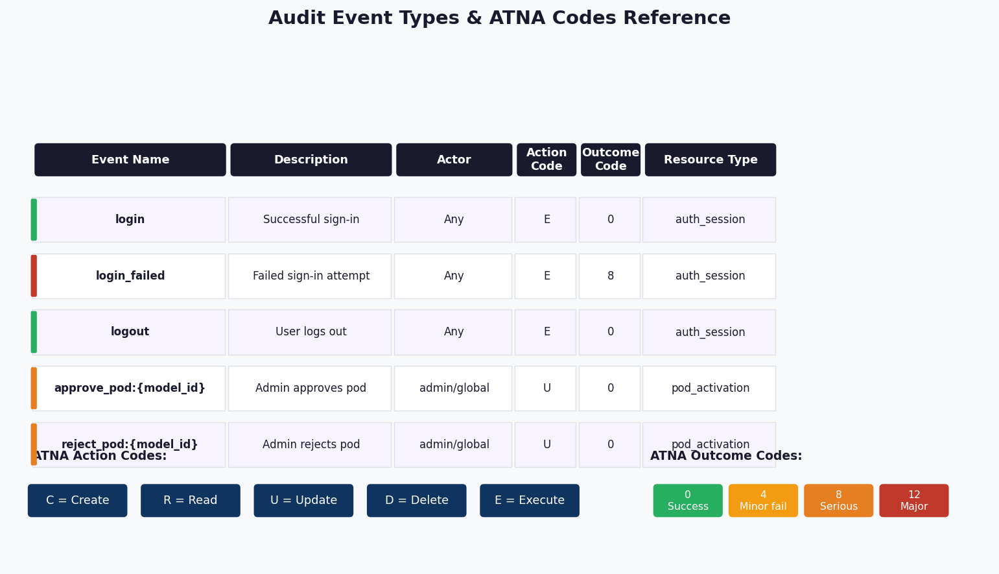 Audit Event Types & ATNA Codes Reference
Event Name Description Actor Action Code Outcome Code Resource Type
login Successful sign-in Any E 0 auth_session
login_failed Failed sign-in attempt Any E 8 auth_session
logout User logs out Any E 0 auth_session
approve_pod:{model_id} Admin approves pod admin/global U 0 pod_activation
reject_pod:{model_id} Admin rejects pod admin/global U 0 pod_activation
ATNA Action Codes:
C = Create R = Read U = Update D = Delete E = Execute
ATNA Outcome Codes:
0 Success
4 Minor fail
8 Serious
12 Major